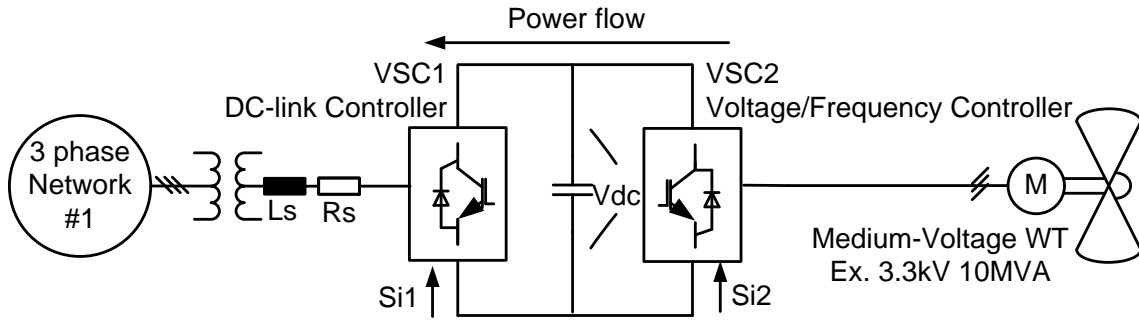 Power flow
VSC1
DC-link Controller
VSC2
Voltage/Frequency Controller
3 phase
Network
#1
Ls
Rs
Vdc
M
Medium-Voltage WT
Ex. 3.3kV 10MVA
Si1
Si2